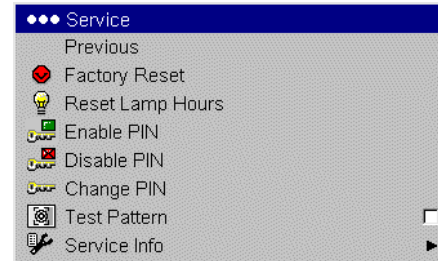 Service
Previous
Factory Reset
Reset Lamp Hours
Enable PIN
Disable PIN
Change PIN
Test Pattern
Service Info